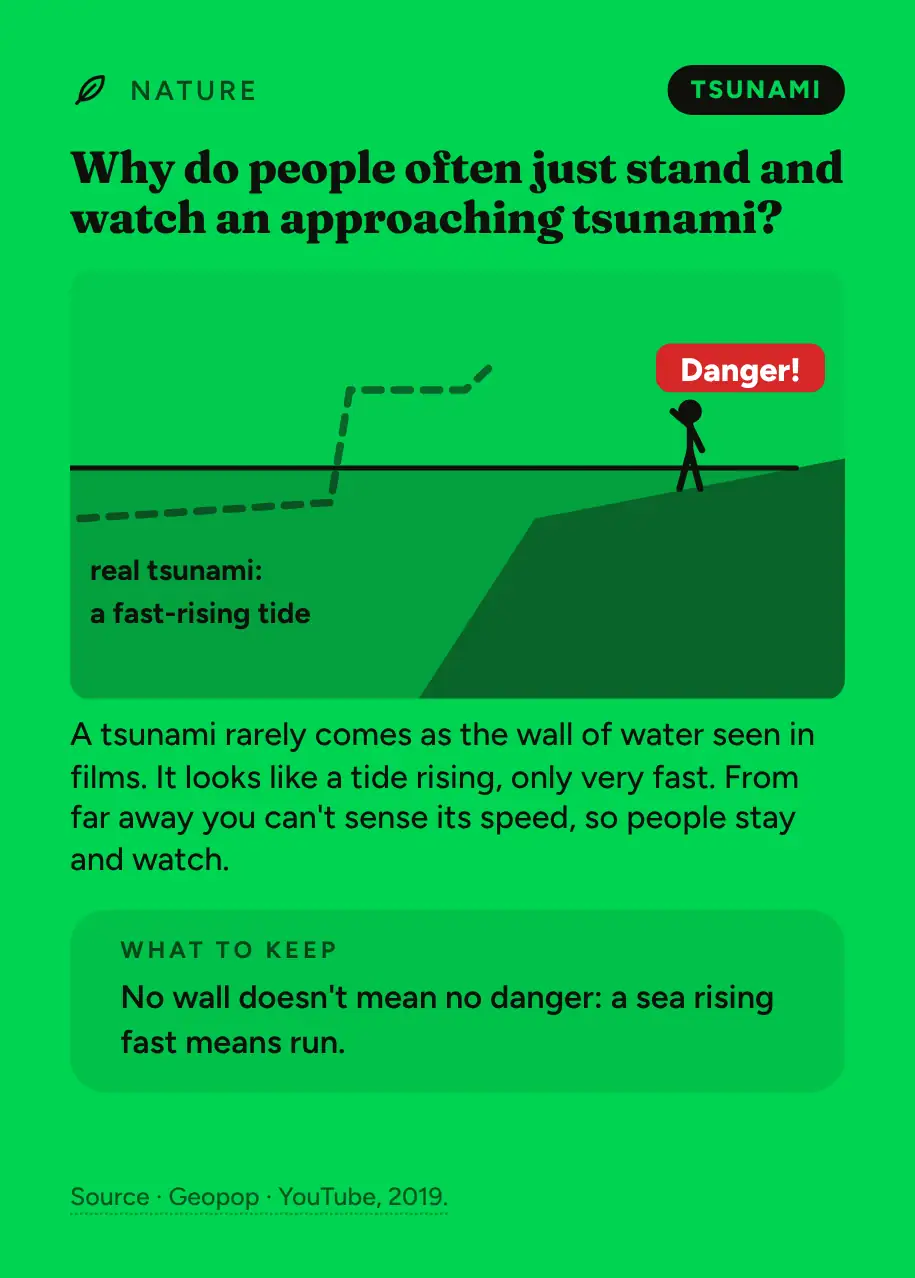 NATURE
TSUNAMI
Why do people often just stand and
watch an approaching tsunami?
Danger!
real tsunami:
a fast-rising tide
A tsunami rarely comes as the wall of water seen in
films. It looks like a tide rising, only very fast. From
far away you can't sense its speed, so people stay
and watch.
WHAT TO KEEP
No wall doesn't mean no danger: a sea rising
fast means run.
Source · Geopop · YouTube, 2019.